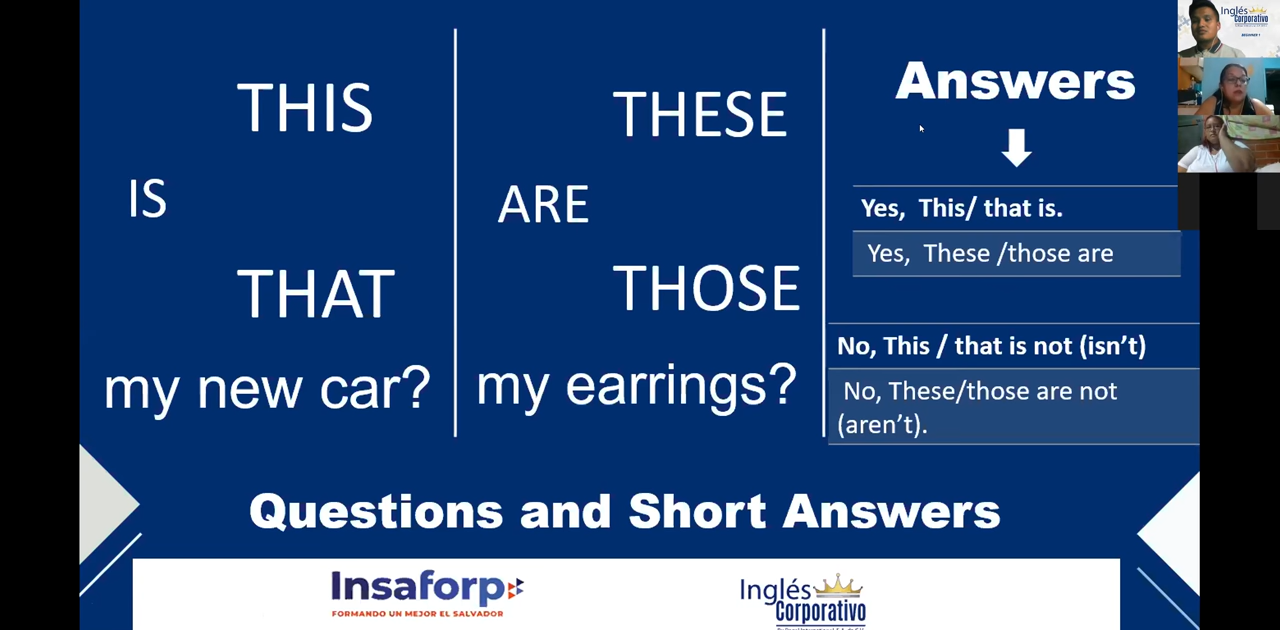 THIS
IS
THAT
my new car?
THESE
ARE
THOSE
my earrings?
Answers
Yes, This/ that is.
Yes, These /those are
No, This / that is not (isn't)
No, These/those are not
(aren't).
Questions and Short Answers
Insaforp
FORMANDO UN MEJOR EL SALVADOR
Inglés
Corporativo
Inglés
Corporativo